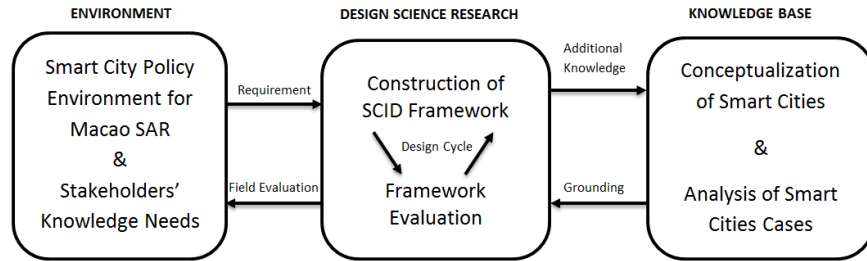 ENVIRONMENT
DESIGN SCIENCE RESEARCH
KNOWLEDGE BASE
Smart City Policy
Environment for
Macao SAR
&
Stakeholders’
Knowledge Needs
Requirement
Field Evaluation
Construction of
SCID Framework
Design Cycle
Framework
Evaluation
Additional
Knowledge
Grounding
Conceptualization
of Smart Cities
&
Analysis of Smart
Cities Cases